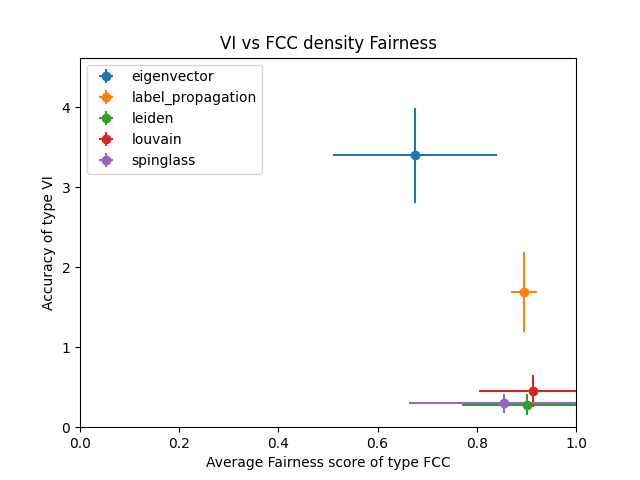 VI vs FCC density Fairness
eigenvector
label_propagation
leiden
louvain
spinglass
Accuracy of type VI
4
3
2
1
0
0.0 0.2 0.4 0.6 0.8 1.0
Average Fairness score of type FCC